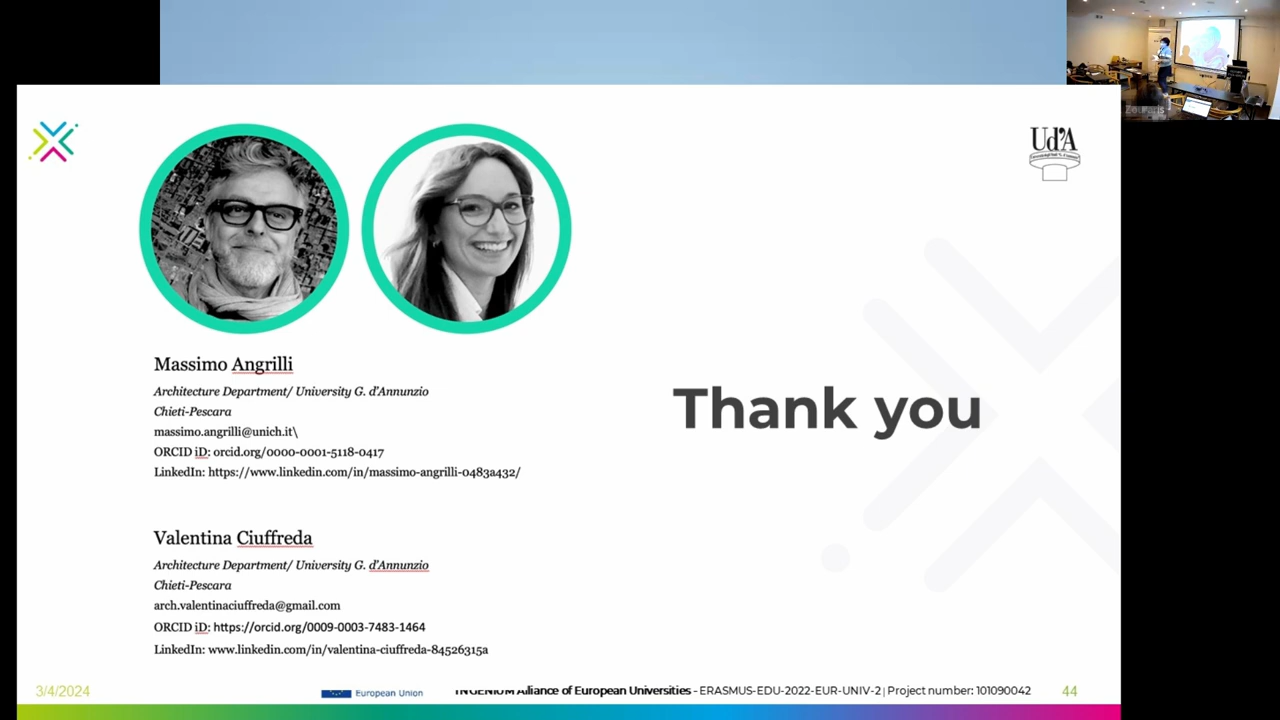 Ud'A
Massimo Angrilli
Architecture Department/ University G. d'Annunzio
Chieti-Pescara
massimo.angrilli@unich.it\
ORCID iD: orcid.org/0000-0001-5118-0417
LinkedIn: https://www.linkedin.com/in/massimo-angrilli-0483a432/
Thank you
Valentina Ciuffreda
Architecture Department/ University G. d'Annunzio
Chieti-Pescara
arch.valentinaciuffreda@gmail.com
ORCID iD: https://orcid.org/0009-0003-7483-1464
LinkedIn: www.linkedin.com/in/valentina-ciuffreda-84526315a
3/4/2024
European Union
INGENIUM Alliance of European Universities - ERASMUS-EDU-2022-EUR-UNIV-2 | Project number: 101090042
44